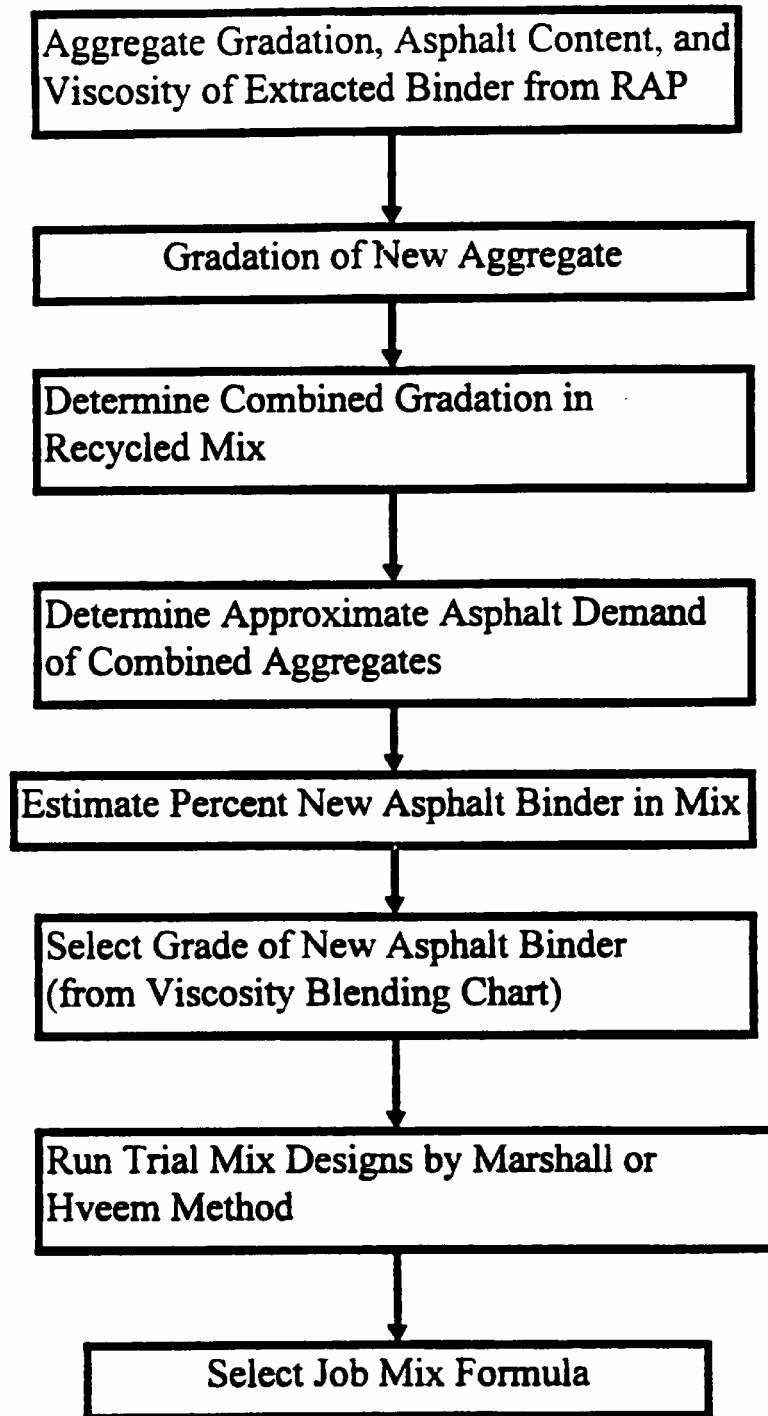 Aggregate Gradation, Asphalt Content, and
Viscosity of Extracted Binder from RAP
Gradation of New Aggregate
Determine Combined Gradation in
Recycled Mix
Determine Approximate Asphalt Demand
of Combined Aggregates
Estimate Percent New Asphalt Binder in Mix
Select Grade of New Asphalt Binder
(from Viscosity Blending Chart)
Run Trial Mix Designs by Marshall or
Hveem Method
Select Job Mix Formula